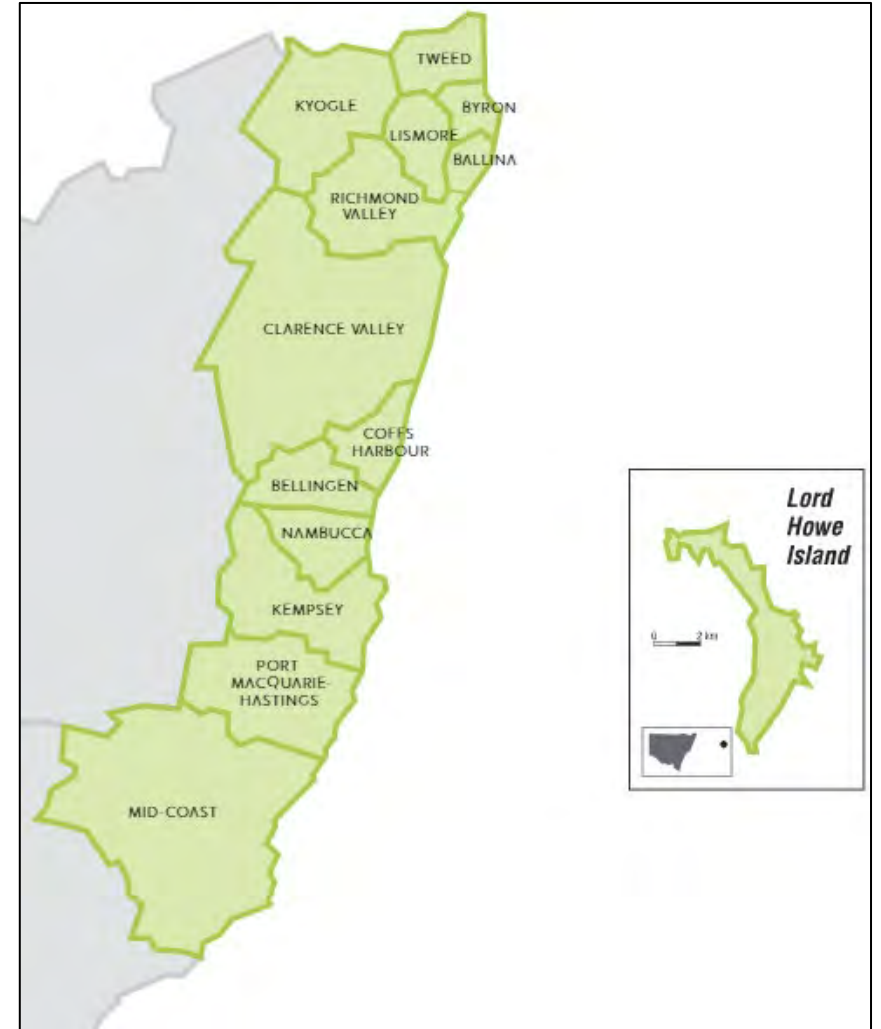 TWEED
KYOGLE
BYRON
LISMORE
BALLINA
RICHMOND
VALLEY
CLARENCE VALLEY
COFFS
HARBOUR
BELLINGEN
NAMBUCCA
KEMPSEY
PORT
MACQUARIE-
HASTINGS
MID-COAST
Lord
Howe
Island
0 2 km